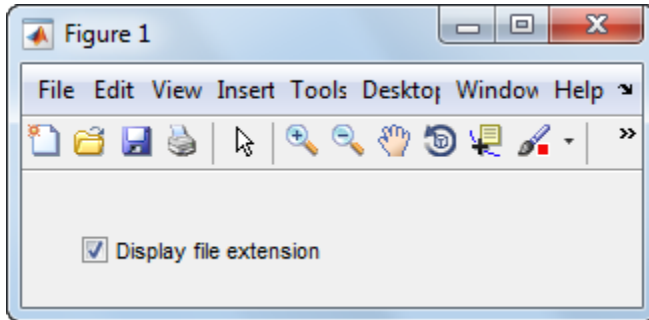 Figure 1
File Edit View Insert Tools Desktop Window Help
Display file extension